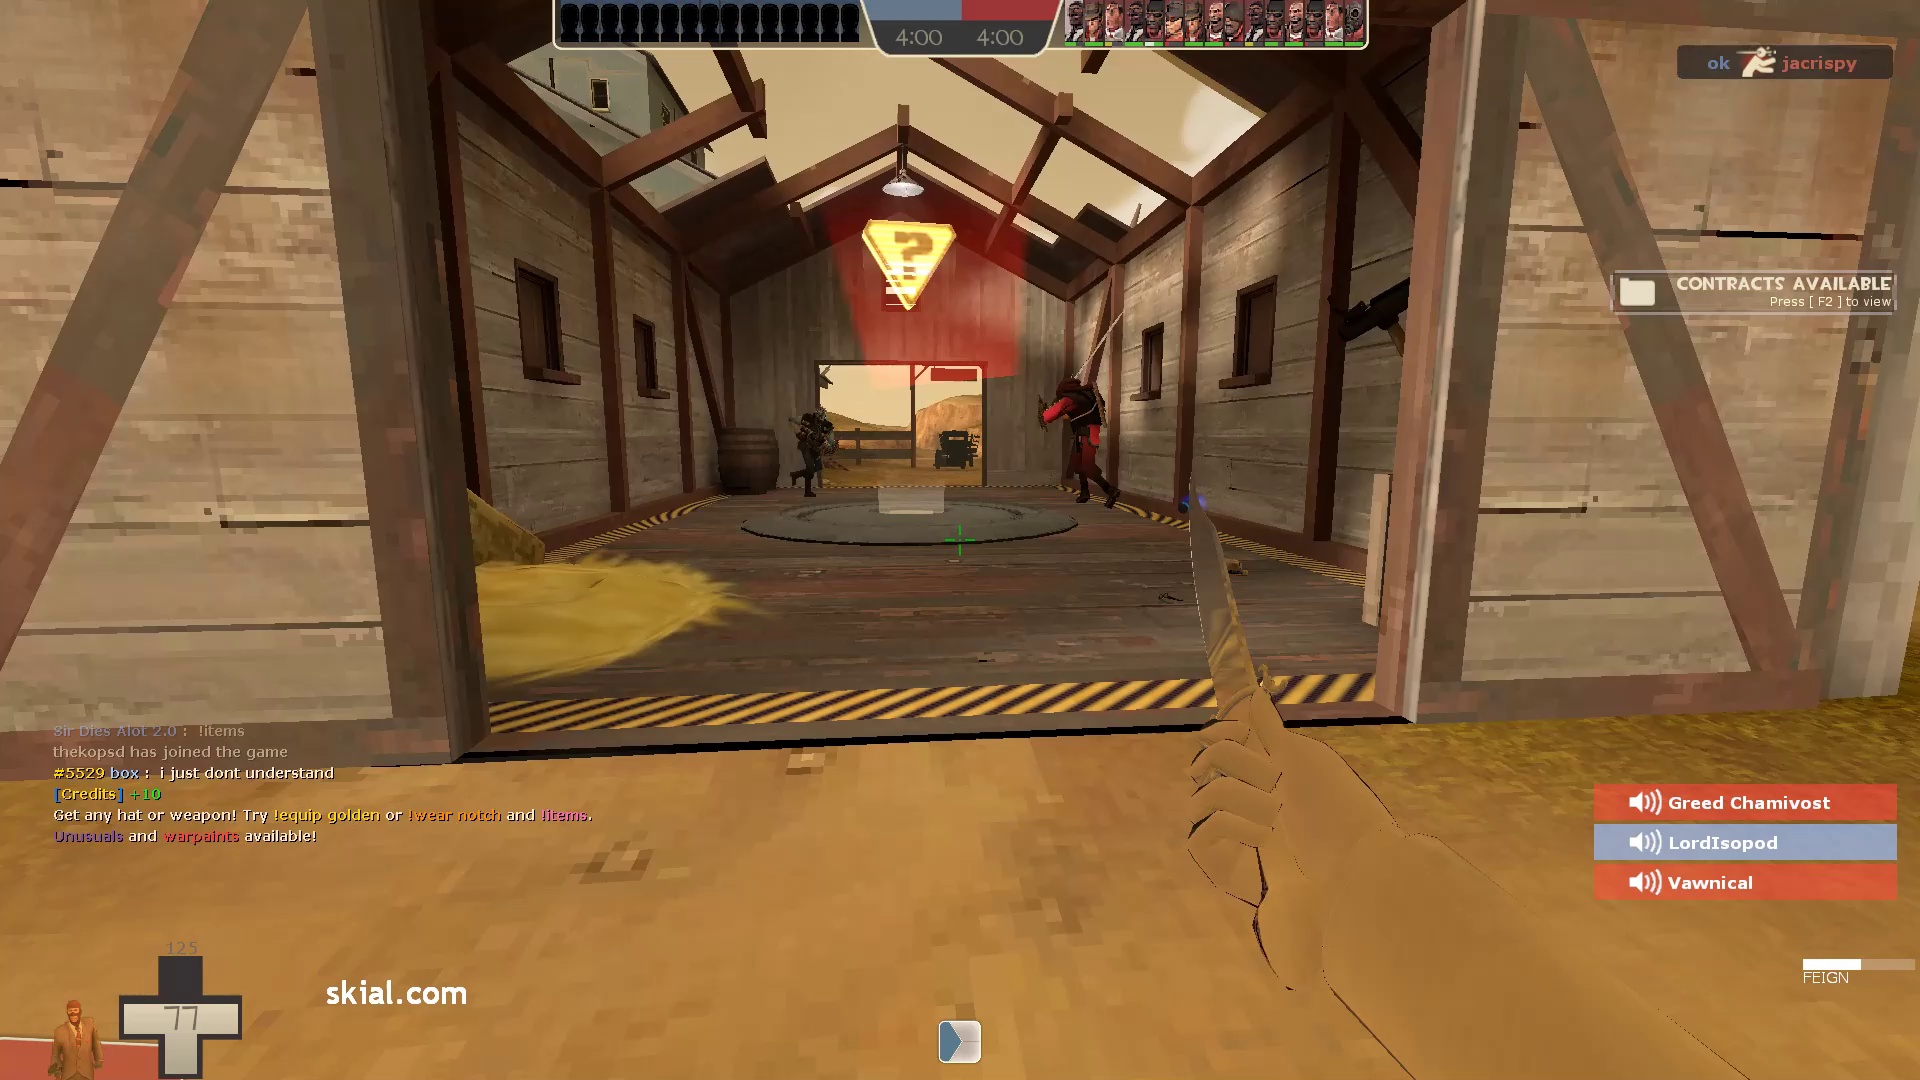 4:00 4:00
ok jacrispy
?
CONTRACTS AVAILABLE
Press [ F2 ] to view
Sir Dies Alot 2.0 :  !items
thekopsd has joined the game
#5529 box :  i just dont understand
[Credits] +10
Get any hat or weapon! Try !equip golden or !wear notch and !items.
Unusuals and warpaints available!
Greed Chamivost
LordIsopod
Vawnical
125
77
skial.com
FEIGN